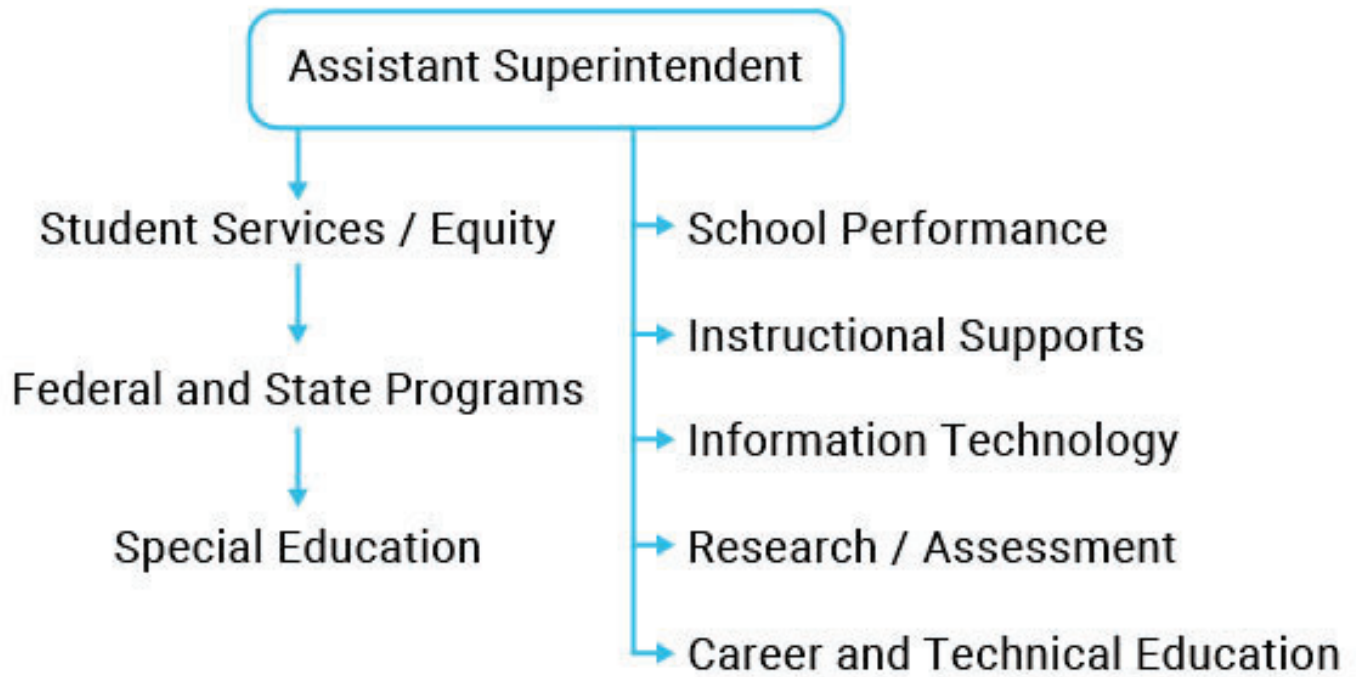 Assistant Superintendent
Student Services / Equity
Federal and State Programs
Special Education
School Performance
Instructional Supports
Information Technology
Research / Assessment
Career and Technical Education